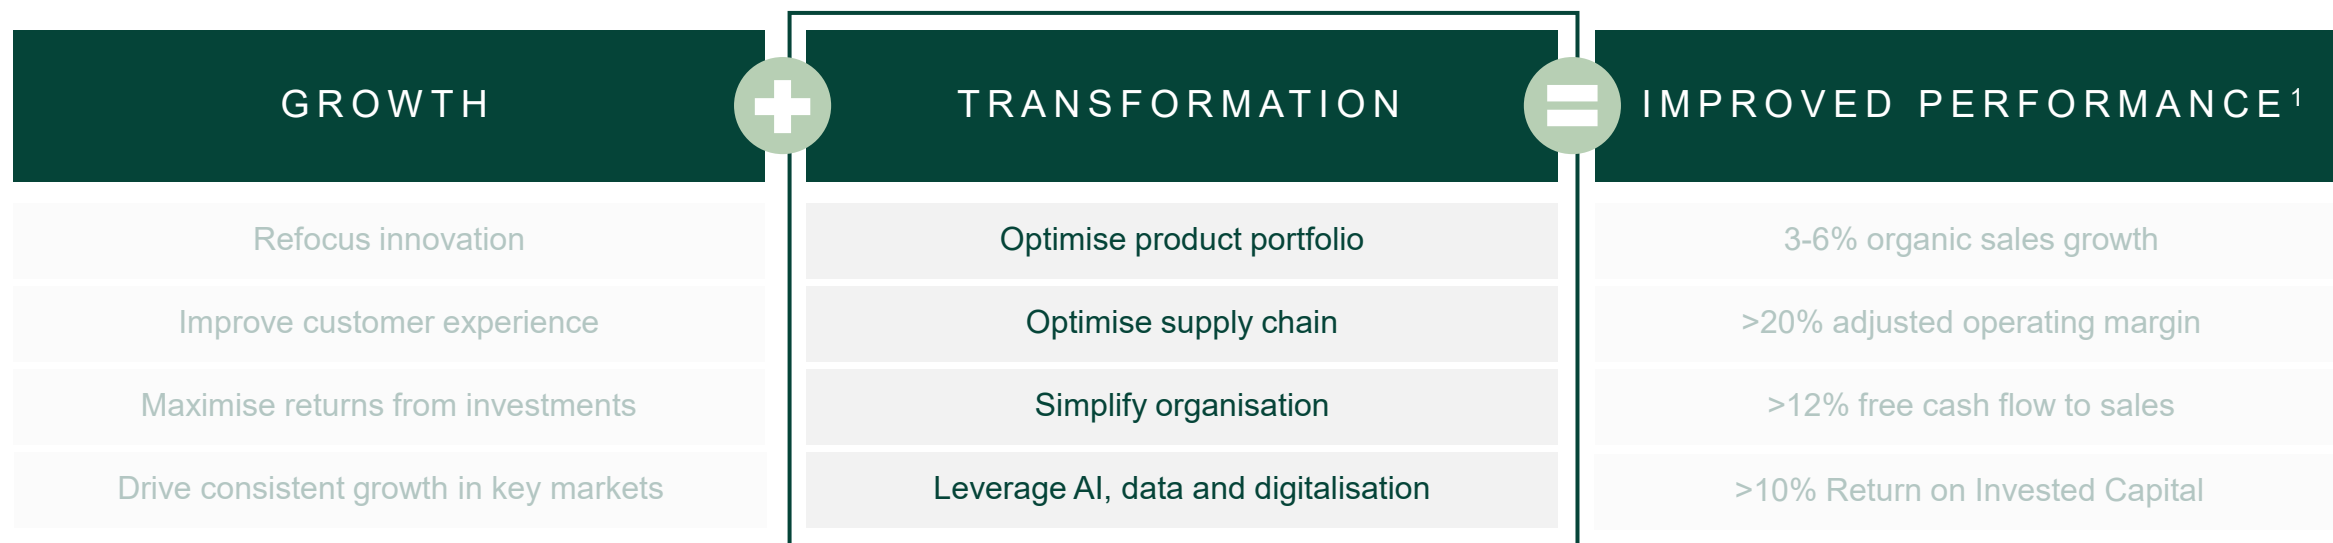 GROWTH
TRANSFORMATION
IMPROVED PERFORMANCE¹
Refocus innovation
Optimise product portfolio
3-6% organic sales growth
Improve customer experience
Optimise supply chain
>20% adjusted operating margin
Maximise returns from investments
Simplify organisation
>12% free cash flow to sales
Drive consistent growth in key markets
Leverage AI, data and digitalisation
>10% Return on Invested Capital